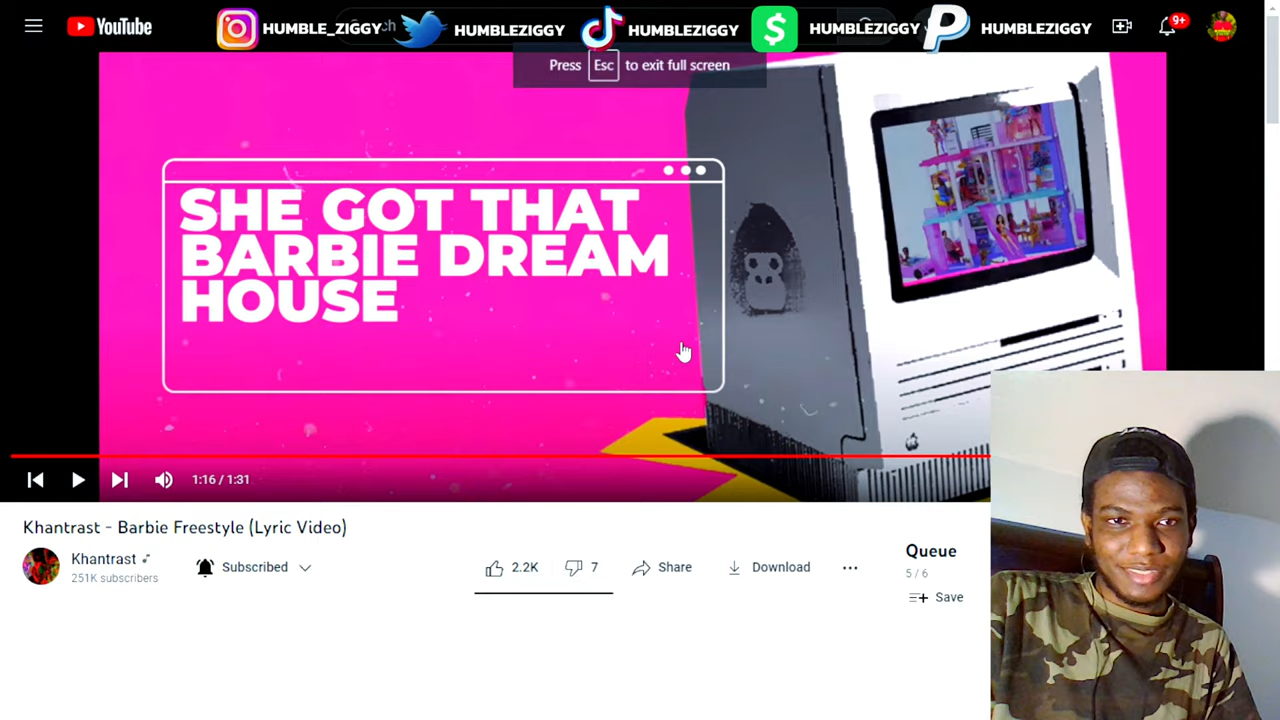 YouTube
HUMBLE_ZIGGY
ch
HUMBLEZIGGY
HUMBLEZIGGY
HUMBLEZIGGY
HUMBLEZIGGY
9+
Press Esc to exit full screen
SHE GOT THAT
BARBIE DREAM
HOUSE
1:16 / 1:31
Khantrast - Barbie Freestyle (Lyric Video)
Khantrast
251K subscribers
Subscribed
2.2K
7
Share
Download
Queue
5 / 6
Save